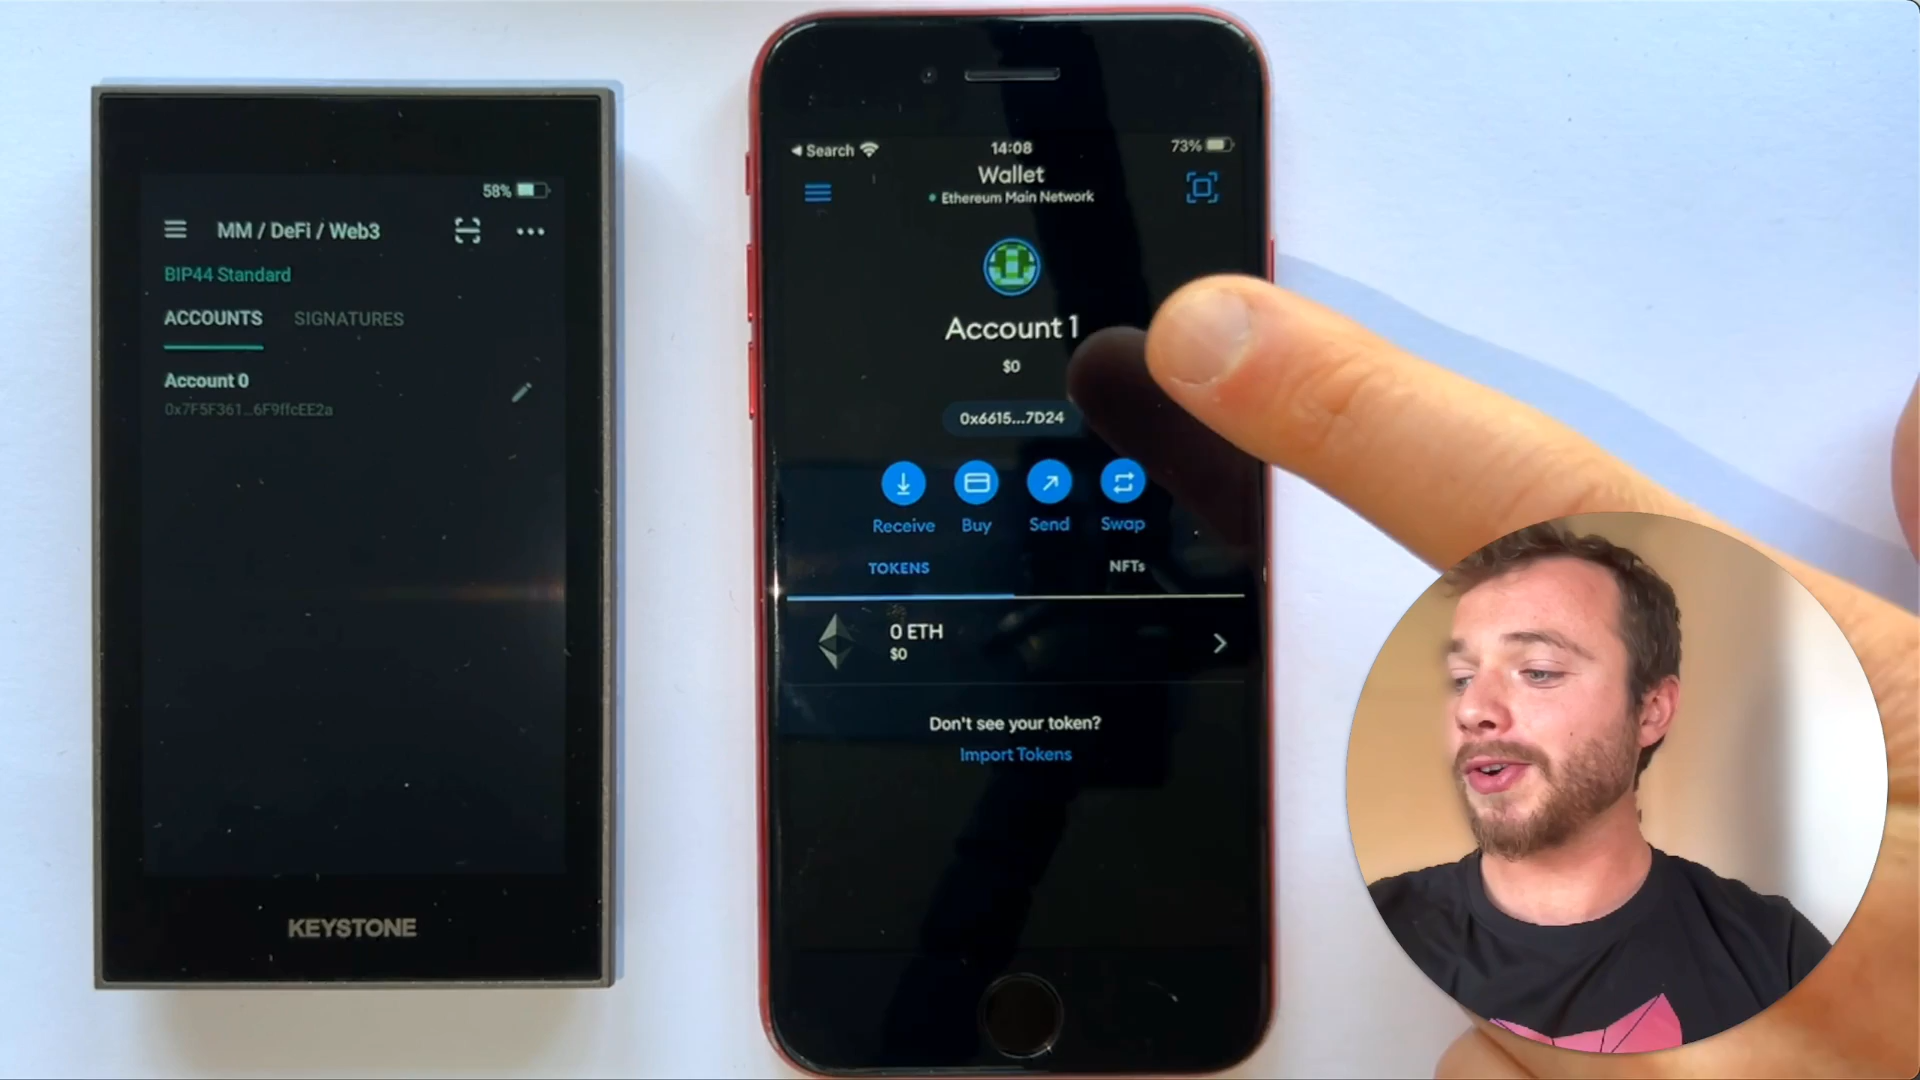 58%
MM / DeFi / Web3
BIP44 Standard
ACCOUNTS SIGNATURES
Account 0
0x7F5F361...6F9ffcEE2a
KEYSTONE
Search 14:08 73%
Wallet
Ethereum Main Network
Account 1
$0
0x6615...7D24
Receive Buy Send Swap
TOKENS NFTs
0 ETH
$0
Don't see your token?
Import Tokens